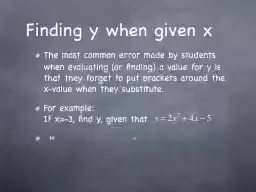 Finding y when given x
The most common error made by students
when evaluating (or finding) a value for y is
that they forget to put brackets around the
x-value when they substitute.
For example:
If x=-3, find y, given that y = 2x² + 4x - 5